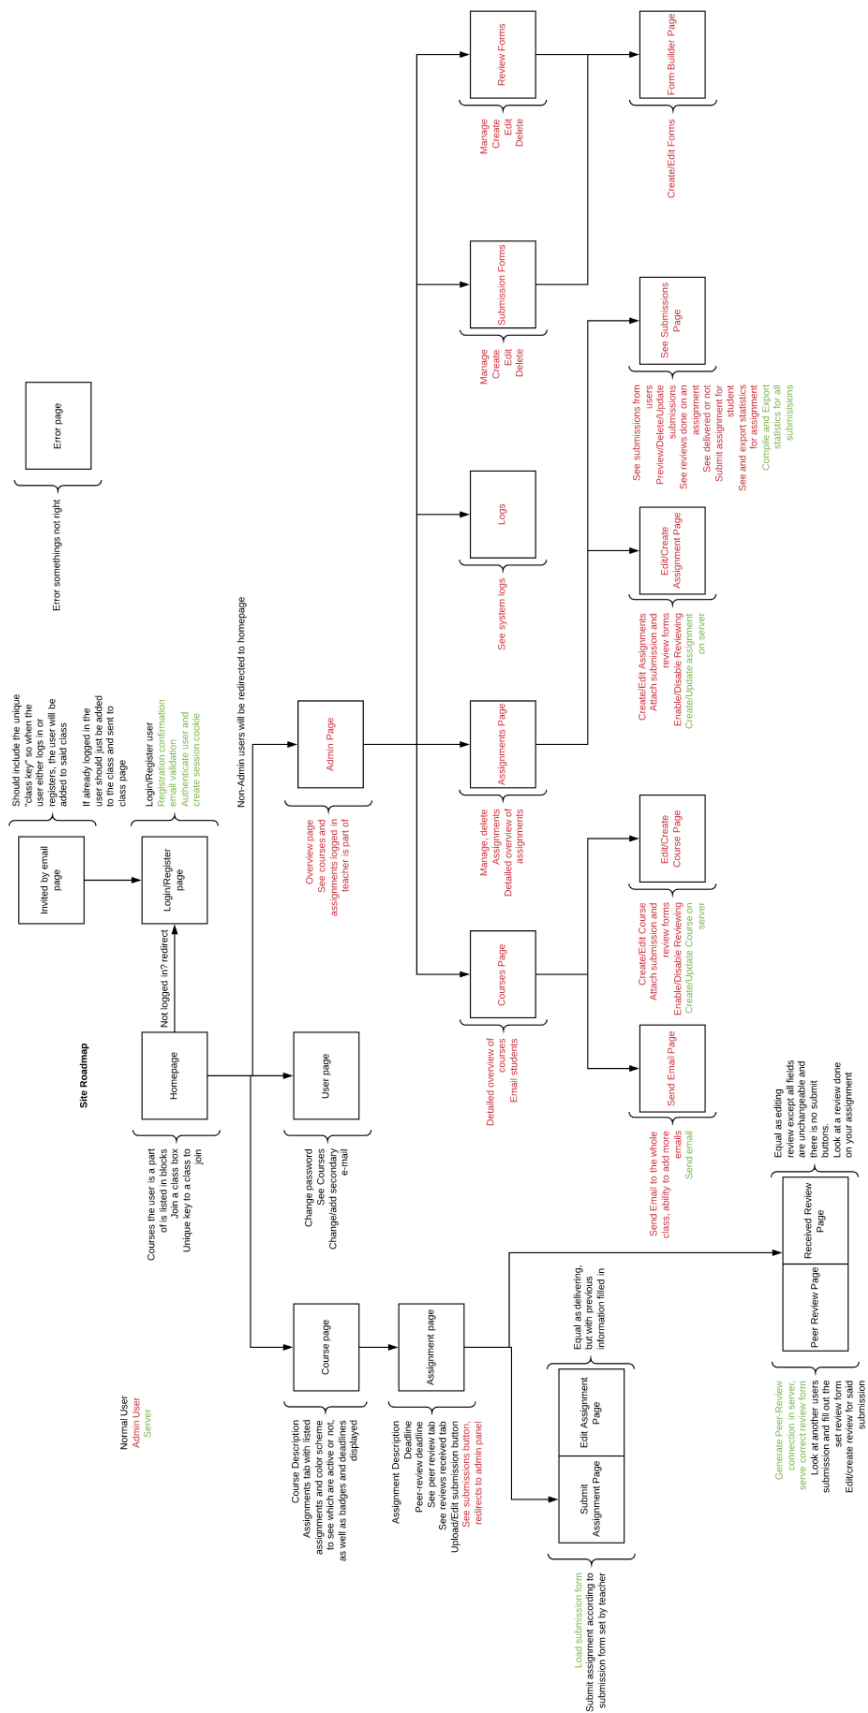 Site Roadmap
Normal User
Admin User
Server
Invited by email
page
Should include the unique
"class key" so when the
user either logs in or
registers, the user will be
added to said class
If already logged in the
user should just be added
to the class and sent to
class page
Error page
Error somethings not right
Homepage
Courses the user is a part
of is listed in blocks
Join a class box
Unique key to a class to
join
Not logged in? redirect
Login/Register
page
Login/Register user
Registration confirmation
email validation
Authenticate user and
create session cookie
Non-Admin users will be redirected to homepage
Course page
Course Description
Assignments tab with listed
assignments and color scheme
to see which are active or not,
as well as badges and deadlines
displayed
User page
Change password
See Courses
Change/add secondary
e-mail
Admin Page
Overview page
See courses and
assignments logged in
teacher is part of
Assignment page
Assignment Description
Deadline
Peer-review deadline
See peer review tab
See reviews received tab
Upload/Edit submission button
See submissions button,
redirects to admin panel
Courses Page
Detailed overview of
courses
Email students
Assignments Page
Manage, delete
Assignments
Detailed overview of
assignments
Logs
See system logs
Submission Forms
Manage
Create
Edit
Delete
Review Forms
Manage
Create
Edit
Delete
Submit
Assignment Page
Edit Assignment
Page
Load submission form
Submit assignment according to
submission form set by teacher
Equal as delivering,
but with previous
information filled in
Send Email Page
Send Email to the whole
class, ability to add more
emails
Send email
Edit/Create
Course Page
Create/Edit Course
Attach submission and
review forms
Enable/Disable Reviewing
Create/Update Course on
server
Edit/Create
Assignment Page
Create/Edit Assignments
Attach submission and
review forms
Enable/Disable Reviewing
Create/Update assignment
on server
See Submissions
Page
See submissions from
users
Preview/Delete/Update
submissions
See reviews done on an
assignment
See delivered or not
Submit assignment for
student
See and export statistics
for assignment
Compile and Export
statistics for all
submisisions
Form Builder Page
Create/Edit Forms
Peer Review Page
Received Review
Page
Generate Peer-Review
connection in server,
serve correct review form
Look at another users
submission and fill out the
set review form
Edit/create review for said
submission
Equal as editing
review except all fields
are unchangeable and
there is no submit
buttons.
Look at a review done
on your assignment